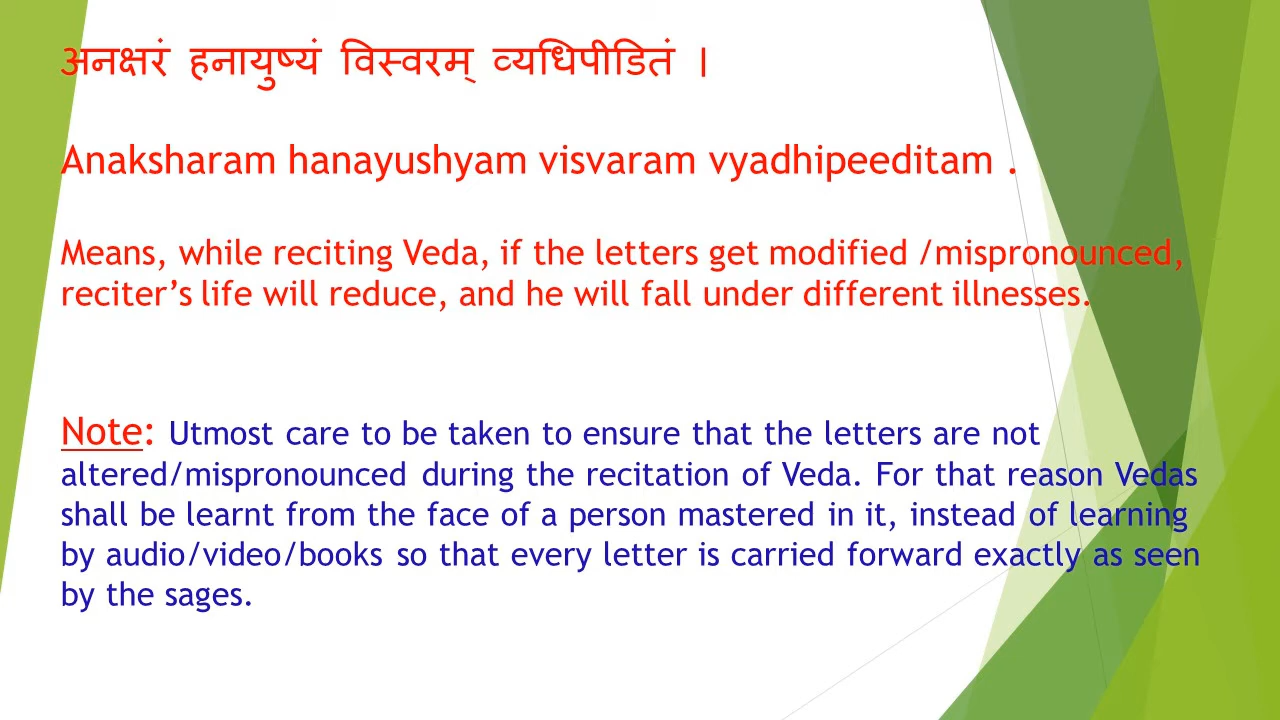 अनक्षरं हनायुष्यं विस्वरम् व्यधिपीडितं ।
Anaksharam hanayushyam visvaram vyadhipeeditam .
Means, while reciting Veda, if the letters get modified /mispronounced,
reciter’s life will reduce, and he will fall under different illnesses.
Note: Utmost care to be taken to ensure that the letters are not
altered/mispronounced during the recitation of Veda. For that reason Vedas
shall be learnt from the face of a person mastered in it, instead of learning
by audio/video/books so that every letter is carried forward exactly as seen
by the sages.